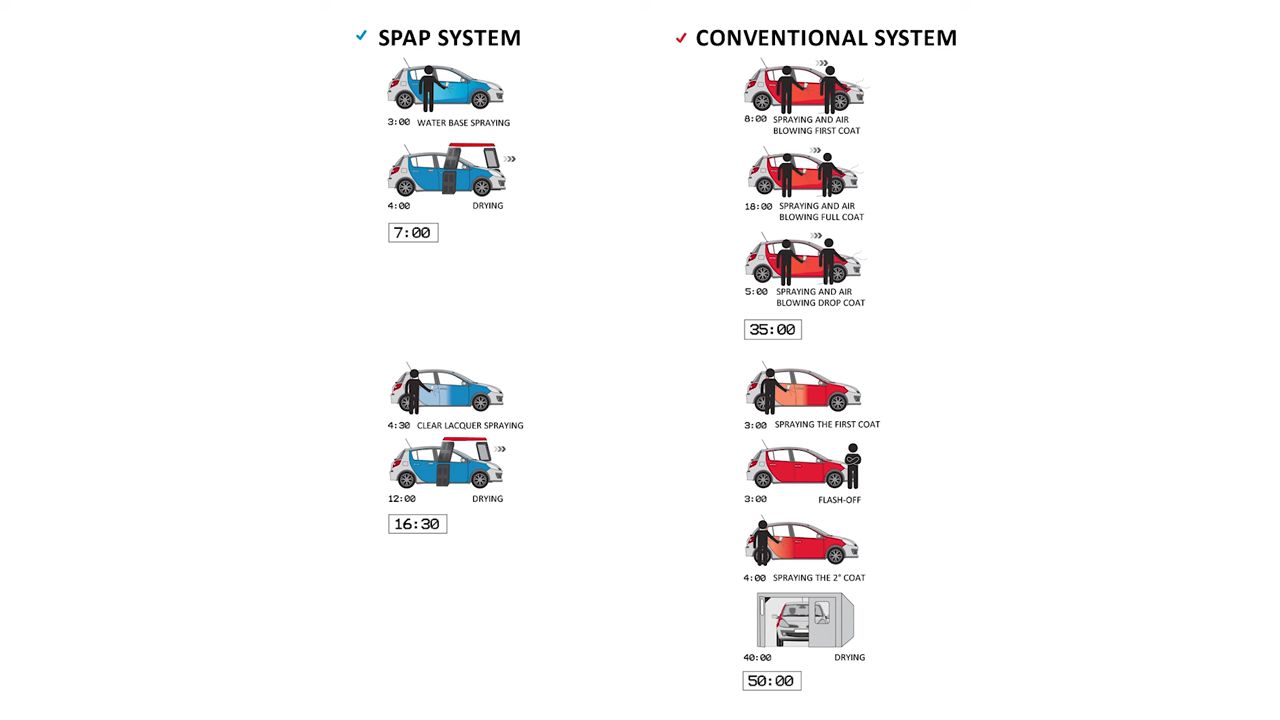 SPAP SYSTEM
3:00 WATER BASE SPRAYING
4:00 DRYING
7:00
4:30 CLEAR LACQUER SPRAYING
12:00 DRYING
16:30
CONVENTIONAL SYSTEM
8:00 SPRAYING AND AIR
BLOWING FIRST COAT
18:00 SPRAYING AND AIR
BLOWING FULL COAT
5:00 SPRAYING AND AIR
BLOWING DROP COAT
35:00
3:00 SPRAYING THE FIRST COAT
3:00 FLASH-OFF
4:00 SPRAYING THE 2° COAT
40:00 DRYING
50:00